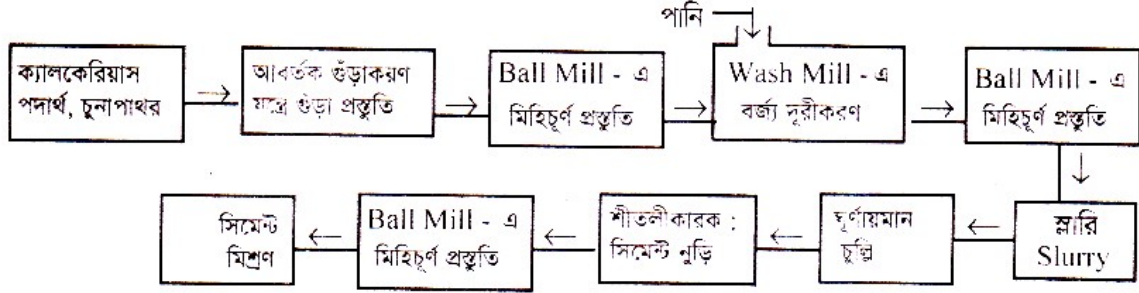 পানি
ক্যালকেরিয়াস
পদার্থ, চুনাপাথর
আবর্তক গুঁড়াকরণ
যন্ত্রে গুঁড়া প্রস্তুতি
Ball Mill - এ
মিহিচূর্ণ প্রস্তুতি
Wash Mill - এ
বর্জ্য দূরীকরণ
Ball Mill - এ
মিহিচূর্ণ প্রস্তুতি
স্লারি
Slurry
ঘূর্ণায়মান
চুল্লি
শীতলীকারক :
সিমেন্ট নুড়ি
Ball Mill - এ
মিহিচূর্ণ প্রস্তুতি
সিমেন্ট
মিশ্রণ